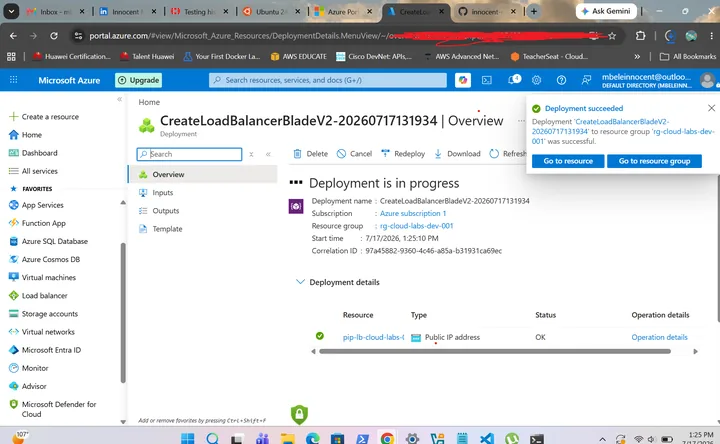 Inbox - m
Innocent M
Testing hi
Ubuntu 24
Azure Port
CreateLoa
innocent-
Ask Gemini
portal.azure.com/#view/Microsoft_Azure_Resources/DeploymentDetails.MenuView/~/over
Huawei Certification...
Talent Huawei
Your First Docker La...
AWS EDUCATE
Cisco DevNet: APIs,...
AWS Advanced Net...
TeacherSeat - Cloud...
All Bookmarks
Microsoft Azure
Upgrade
Search resources, services, and docs (G+/)
Copilot
mbeleinnocent@outloo...
DEFAULT DIRECTORY (MBELEINN...
Create a resource
Home
Dashboard
All services
FAVORITES
App Services
Function App
Azure SQL Database
Azure Cosmos DB
Virtual machines
Load balancer
Storage accounts
Virtual networks
Microsoft Entra ID
Monitor
Advisor
Microsoft Defender for
Cloud
Home
CreateLoadBalancerBladeV2-20260717131934 | Overview
Deployment
Search
Overview
Inputs
Outputs
Template
Add or remove favorites by pressing Ctrl+Shift+F
Delete
Cancel
Redeploy
Download
Refresh
Deployment is in progress
Deployment name : CreateLoadBalancerBladeV2-20260717131934
Subscription : Azure subscription 1
Resource group : rg-cloud-labs-dev-001
Start time : 7/17/2026, 1:25:10 PM
Correlation ID : 97a45882-9360-4c46-a85a-b31931ca69ec
Deployment details
Resource Type Status Operation details
pip-lb-cloud-labs-( Public IP address OK Operation details
Deployment succeeded
Deployment 'CreateLoadBalancerBladeV2-
20260717131934' to resource group 'rg-cloud-labs-dev-
001' was successful.
Go to resource
Go to resource group
107°
1:25 PM
7/17/2026